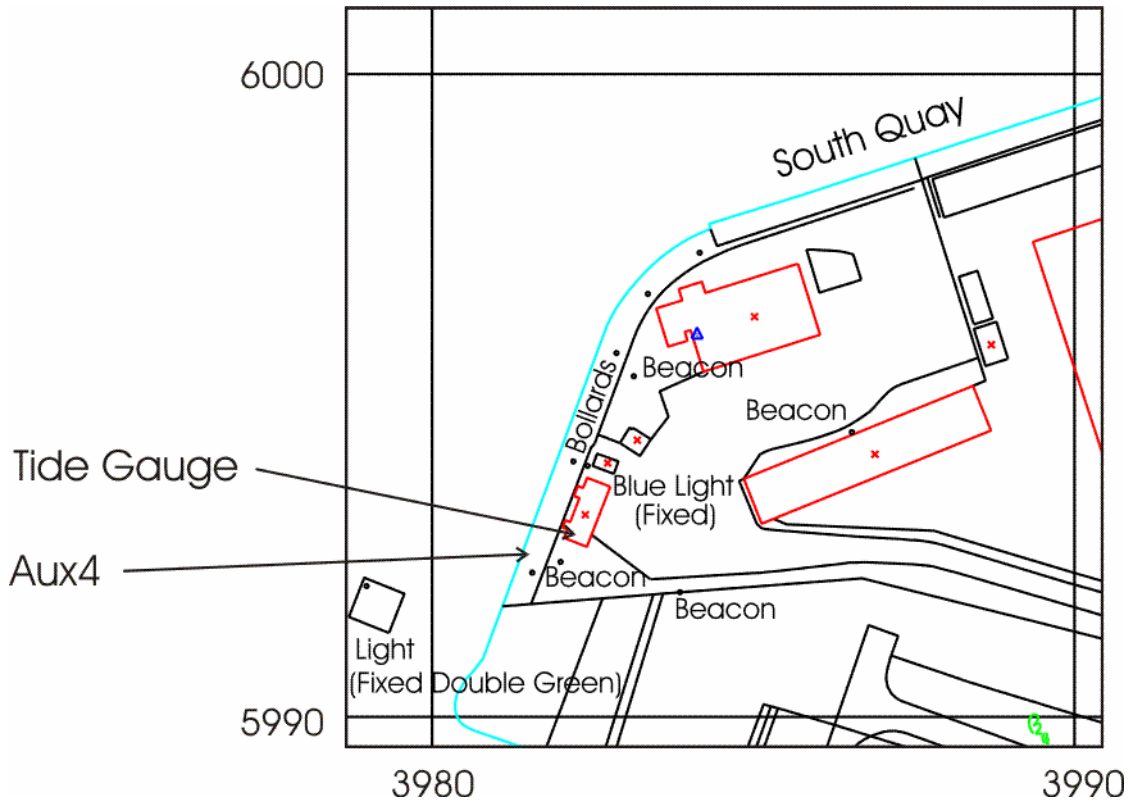 6000
South Quay
Bollards
Beacon
Beacon
Tide Gauge
Blue Light
(Fixed)
Aux4
Beacon
Beacon
Light
(Fixed Double Green)
5990
3980
3990